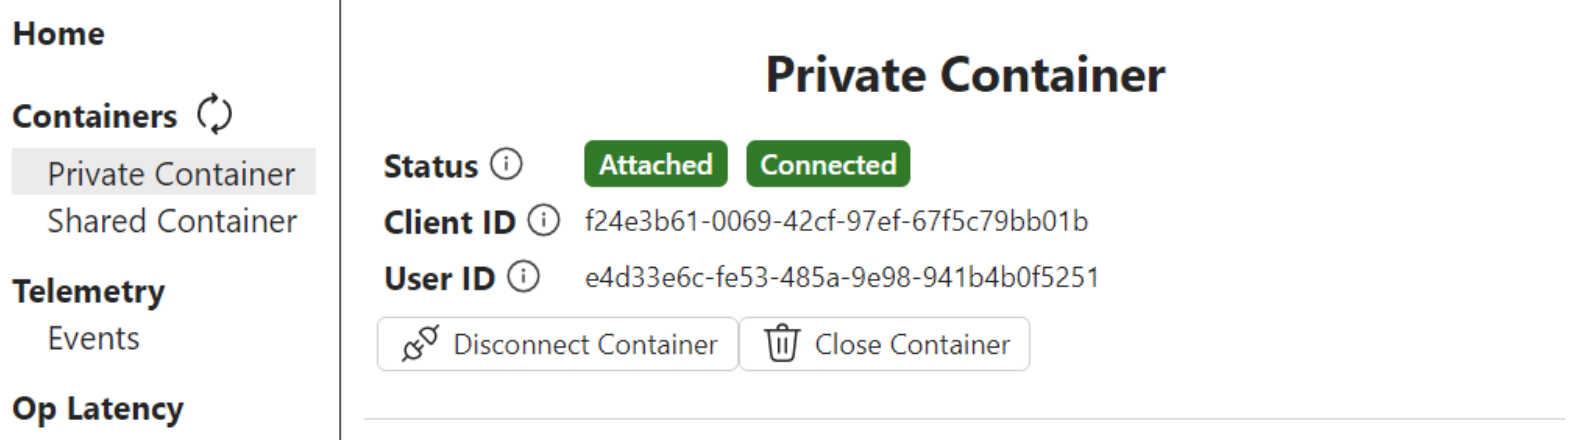 Home
Containers
Private Container
Shared Container
Telemetry
Events
Op Latency
Private Container
Status Attached Connected
Client ID f24e3b61-0069-42cf-97ef-67f5c79bb01b
User ID e4d33e6c-fe53-485a-9e98-941b4b0f5251
Disconnect Container Close Container